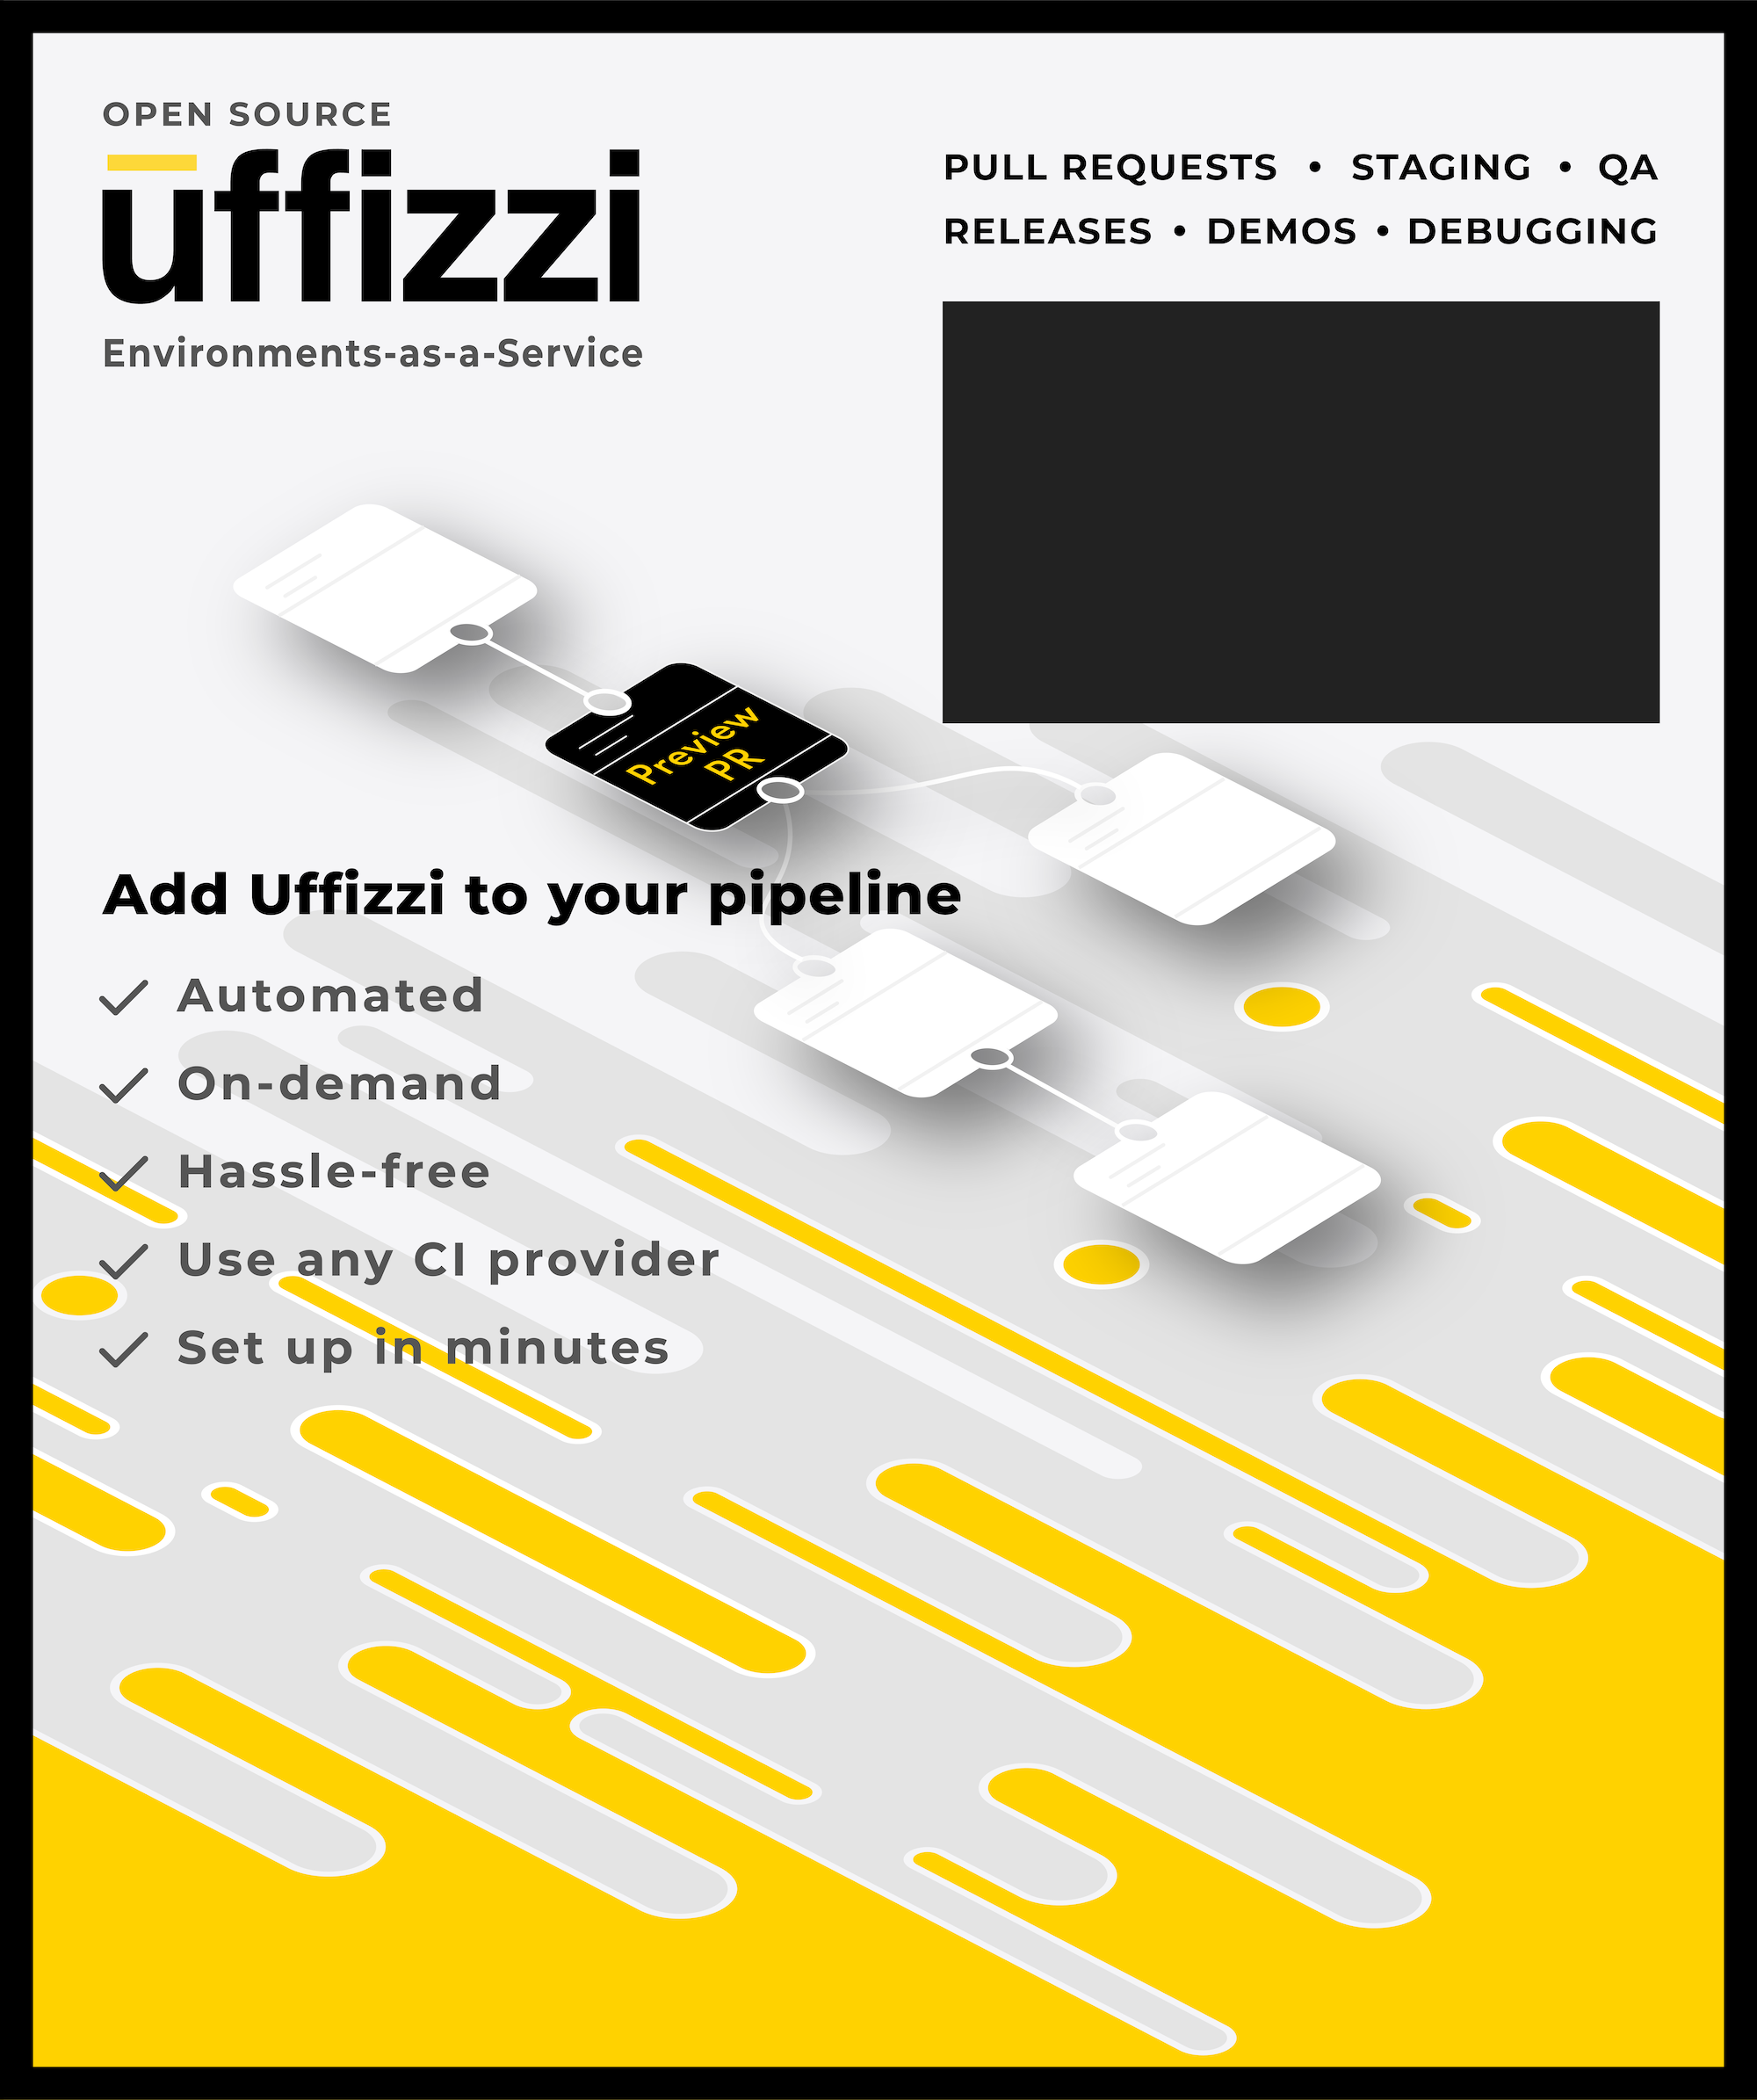 OPEN SOURCE
uffizzi
Environments-as-a-Service
PULL REQUESTS • STAGING • QA
RELEASES • DEMOS • DEBUGGING
Preview
PR
Add Uffizzi to your pipeline
Automated
On-demand
Hassle-free
Use any CI provider
Set up in minutes